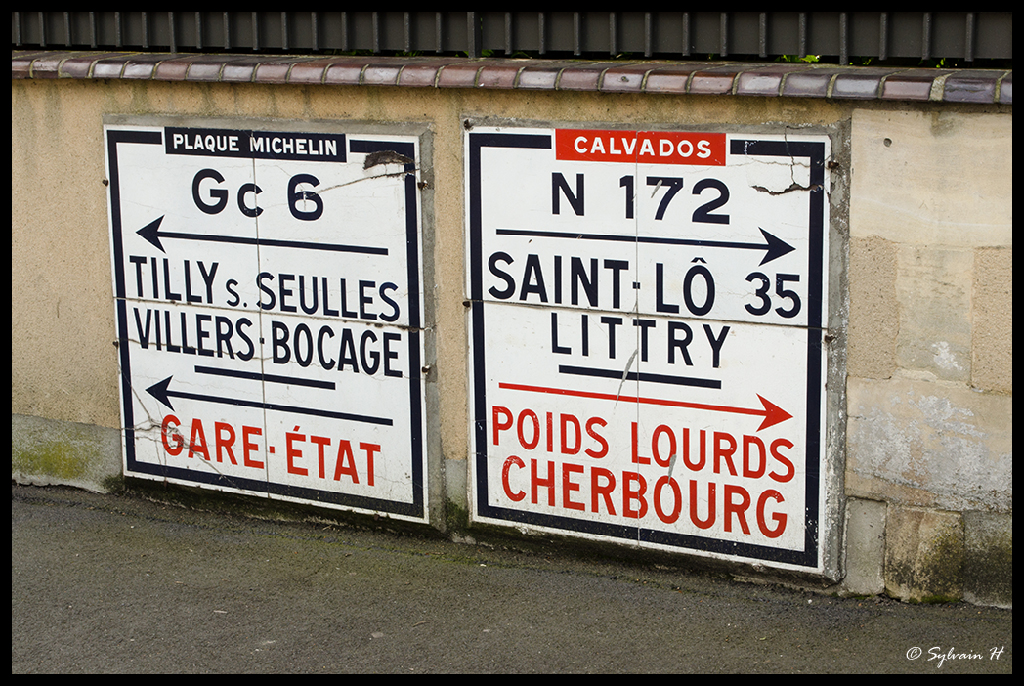 PLAQUE MICHELIN
Gc 6
TILLY s. SEULLES
VILLERS-BOCAGE
GARE-ÉTAT
CALVADOS
N 172
SAINT-LÔ 35
LITTRY
POIDS LOURDS
CHERBOURG
© Sylvain H